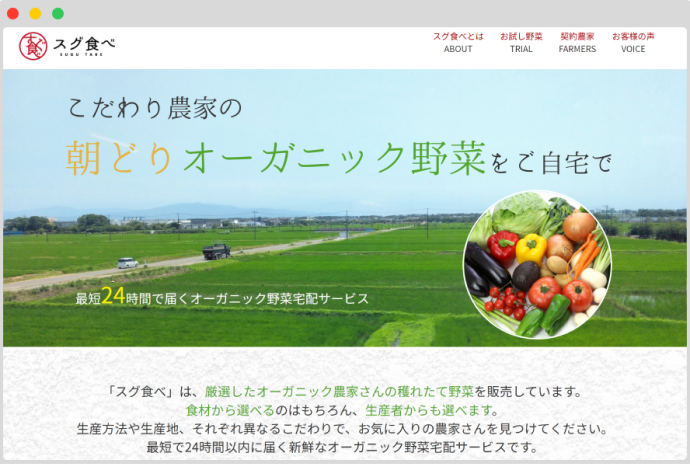 スグ食べ
SUGU TABE
スグ食べとは お試し野菜 契約農家 お客様の声
ABOUT TRIAL FARMERS VOICE
こだわり農家の
朝どりオーガニック野菜をご自宅で
最短24時間で届くオーガニック野菜宅配サービス
「スグ食べ」は、厳選したオーガニック農家さんの穫れたて野菜を販売しています。
食材から選べるのはもちろん、生産者からも選べます。
生産方法や生産地、それぞれ異なるこだわりで、お気に入りの農家さんを見つけてください。
最短で24時間以内に届く新鮮なオーガニック野菜宅配サービスです。